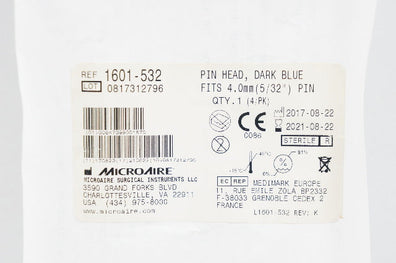 REF 1601-532
LOT 0817312796
PIN HEAD, DARK BLUE
FITS 4.0mm(5/32") PIN
QTY.1 (4/PK)
2017-08-22
2021-08-22
0086
STERILE R
MICROAIRE
MICROAIRE SURGICAL INSTRUMENTS LLC
3590 GRAND FORKS BLVD
CHARLOTTESVILLE, VA 22911
USA (434) 975-8000
EC REP MEDIMARK EUROPE
11, RUE EMILE ZOLA BP2332
F-38033 GRENOBLE CEDEX 2
FRANCE
L1601-532 REV: K